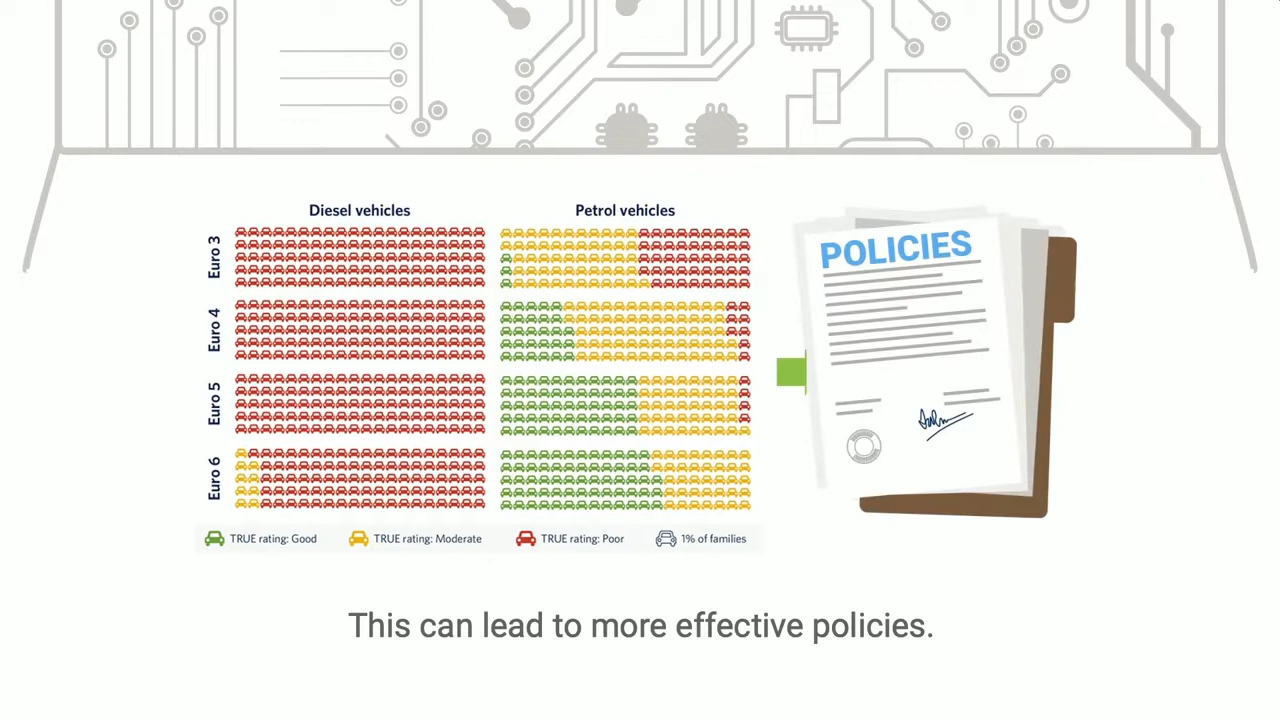 Diesel vehicles
Petrol vehicles
Euro 3
Euro 4
Euro 5
Euro 6
TRUE rating: Good
TRUE rating: Moderate
TRUE rating: Poor
1% of families
POLICIES
This can lead to more effective policies.